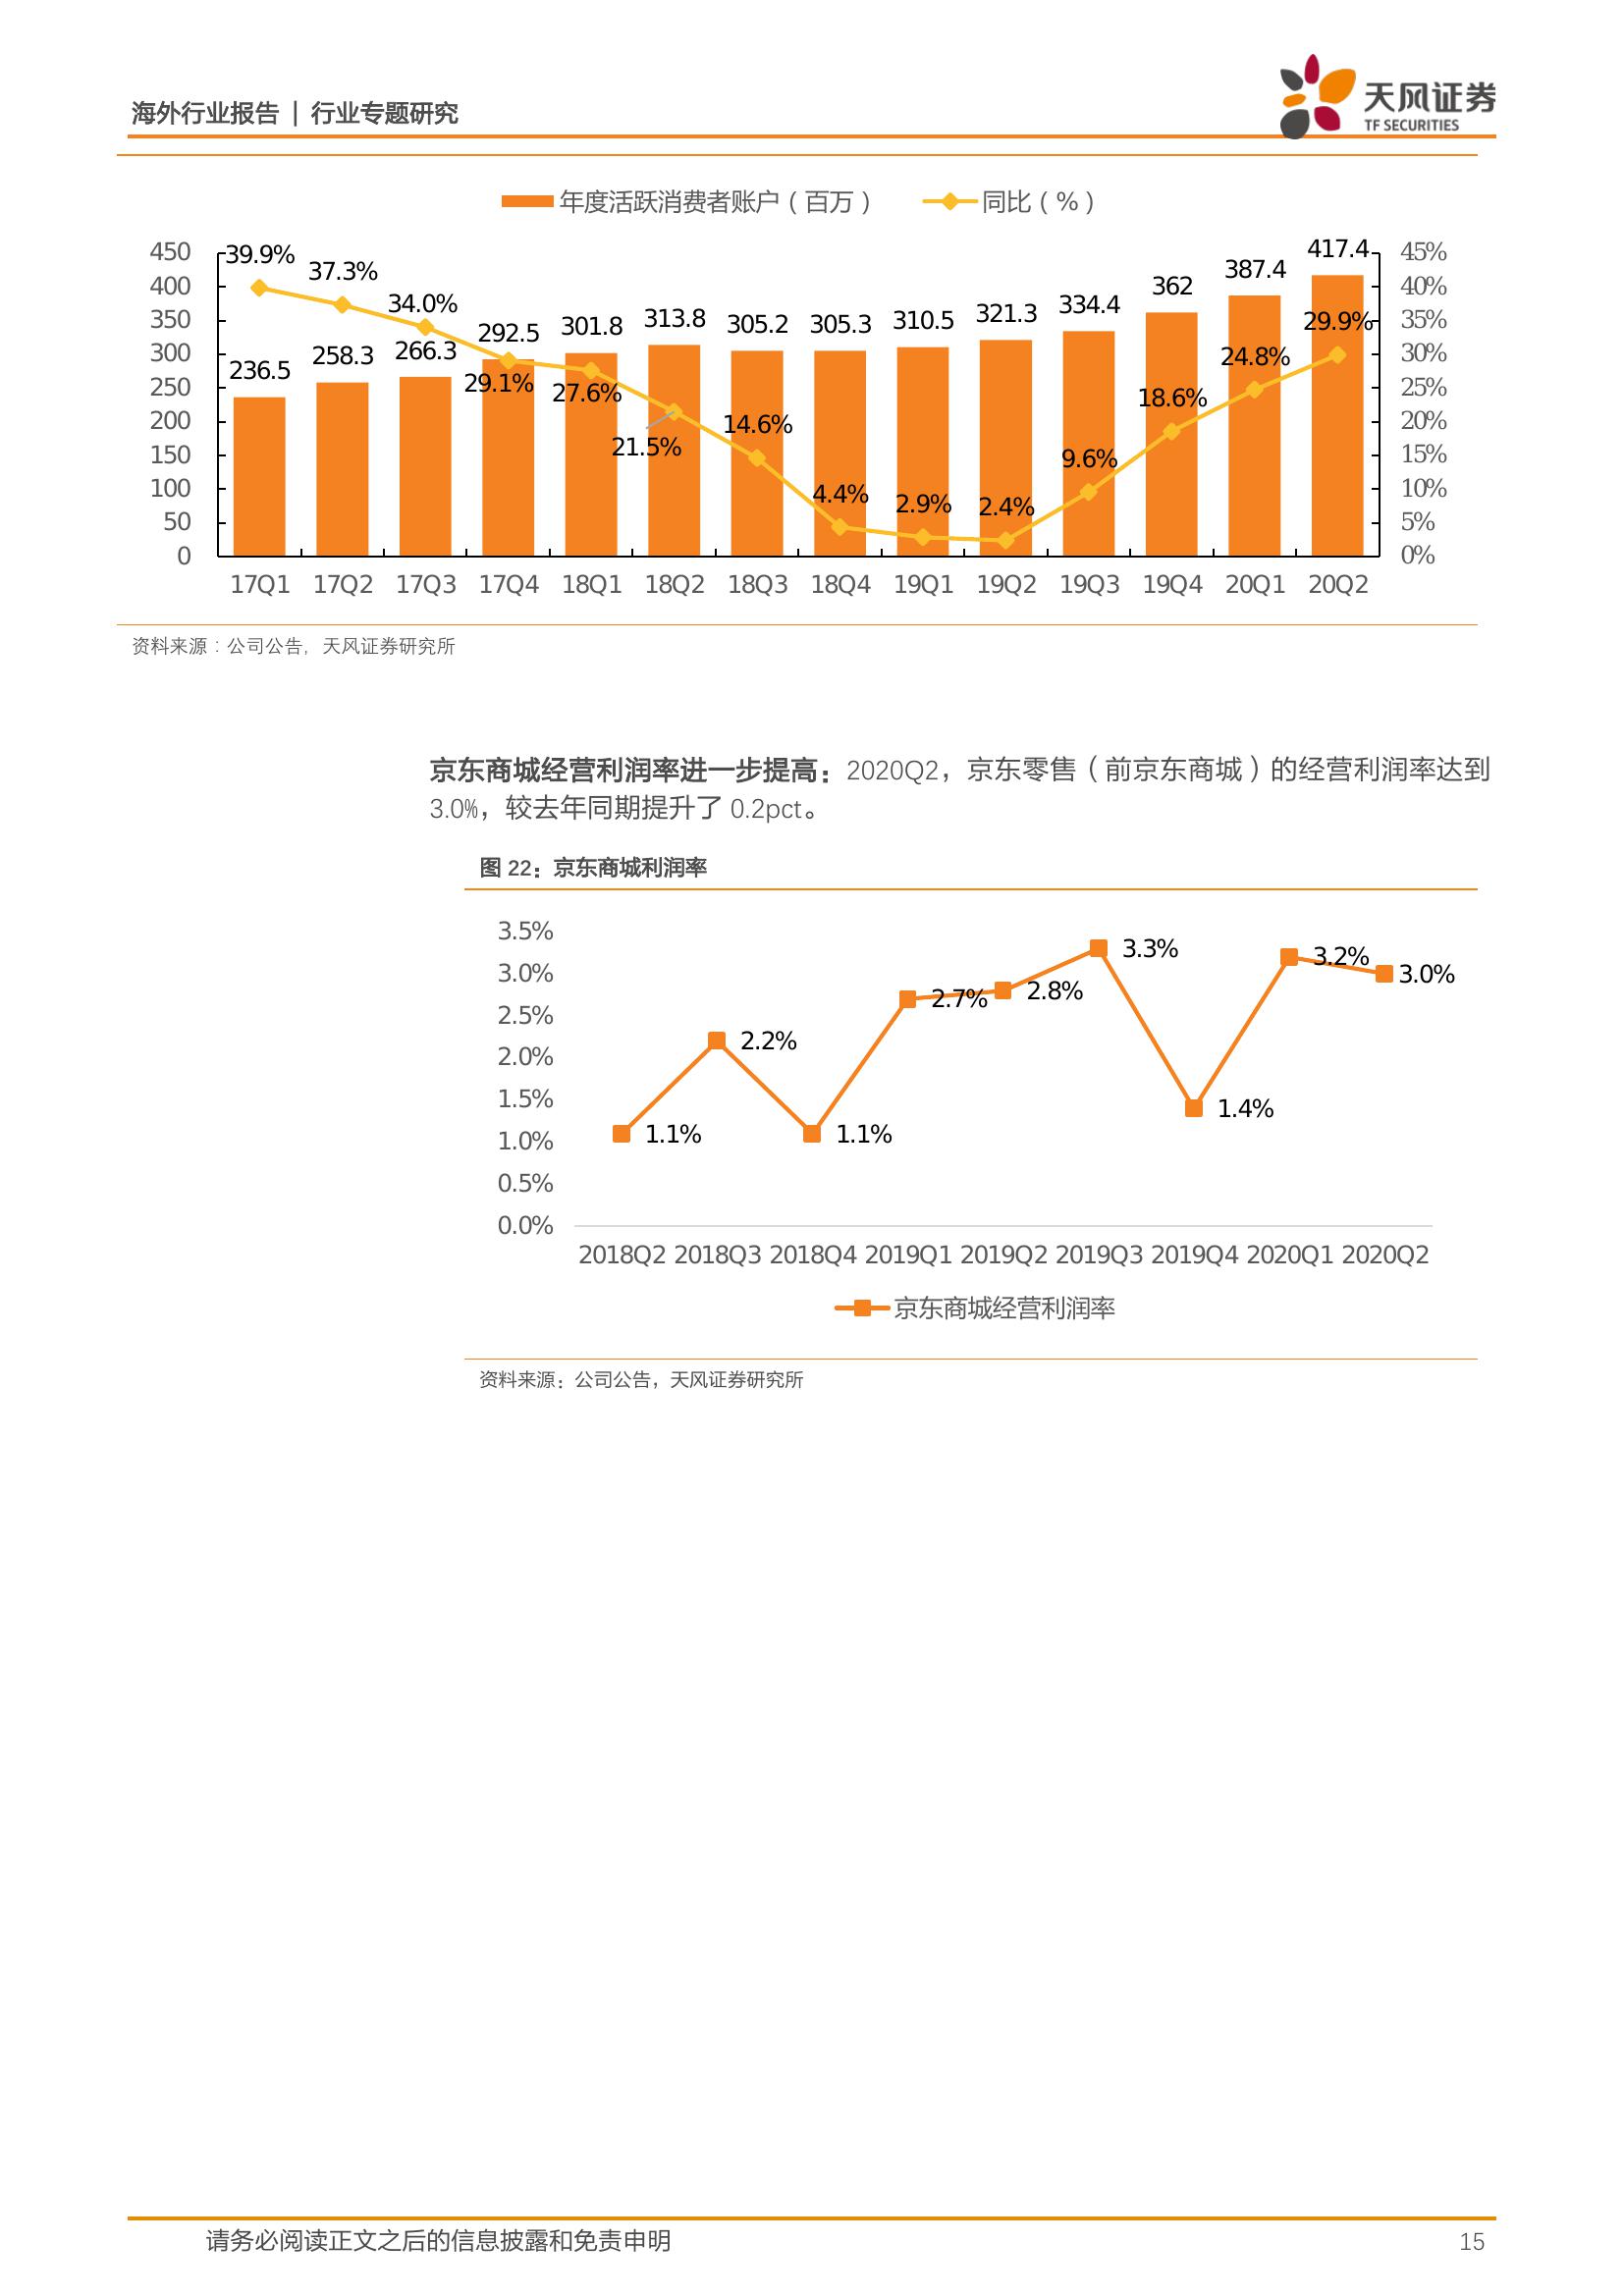 海外行业报告 | 行业专题研究
天风证券
TF SECURITIES
年度活跃消费者账户（百万） 同比（%）
450 400 350 300 250 200 150 100 50 0
39.9% 37.3% 34.0% 29.1% 27.6% 21.5% 14.6% 4.4% 2.9% 2.4% 9.6% 18.6% 24.8% 29.9%
236.5 258.3 266.3 292.5 301.8 313.8 305.2 305.3 310.5 321.3 334.4 362 387.4 417.4
45% 40% 35% 30% 25% 20% 15% 10% 5% 0%
17Q1 17Q2 17Q3 17Q4 18Q1 18Q2 18Q3 18Q4 19Q1 19Q2 19Q3 19Q4 20Q1 20Q2
资料来源：公司公告，天风证券研究所
京东商城经营利润率进一步提高：2020Q2，京东零售（前京东商城）的经营利润率达到
3.0%，较去年同期提升了 0.2pct。
图 22：京东商城利润率
3.5% 3.0% 2.5% 2.0% 1.5% 1.0% 0.5% 0.0%
1.1% 2.2% 1.1% 2.7% 2.8% 3.3% 1.4% 3.2% 3.0%
2018Q2 2018Q3 2018Q4 2019Q1 2019Q2 2019Q3 2019Q4 2020Q1 2020Q2
京东商城经营利润率
资料来源：公司公告，天风证券研究所
请务必阅读正文之后的信息披露和免责申明 15